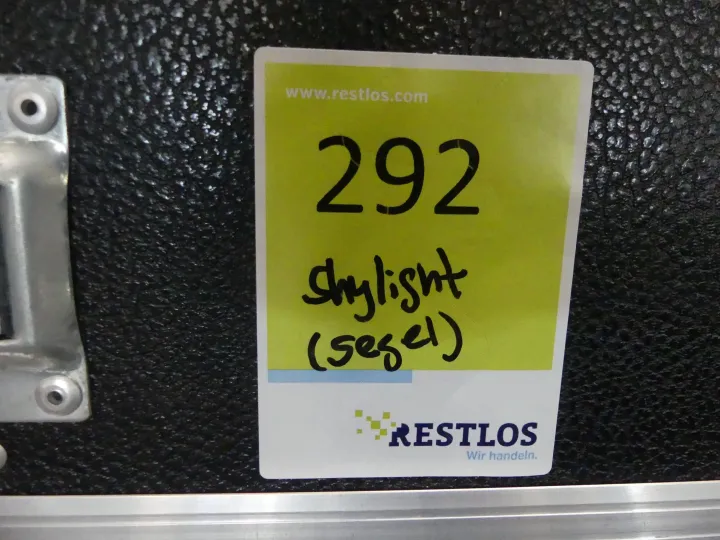 www.restlos.com
292
Skylight
(segel)
RESTLOS
Wir handeln.